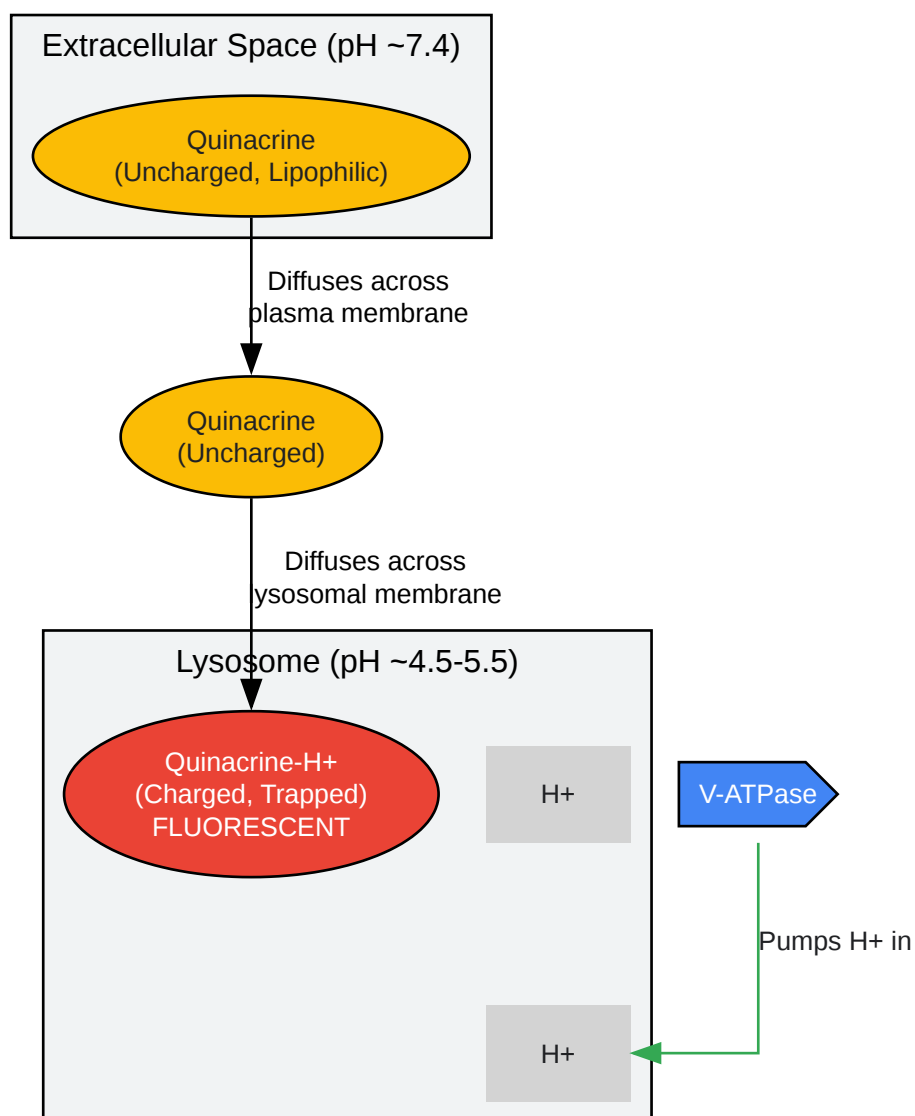 Extracellular Space (pH ~7.4)
Quinacrine
(Uncharged, Lipophilic)
Diffuses across
plasma membrane
Quinacrine
(Uncharged)
Diffuses across
lysosomal membrane
Lysosome (pH ~4.5-5.5)
Quinacrine-H+
(Charged, Trapped)
FLUORESCENT
H+
V-ATPase
Pumps H+ in
H+